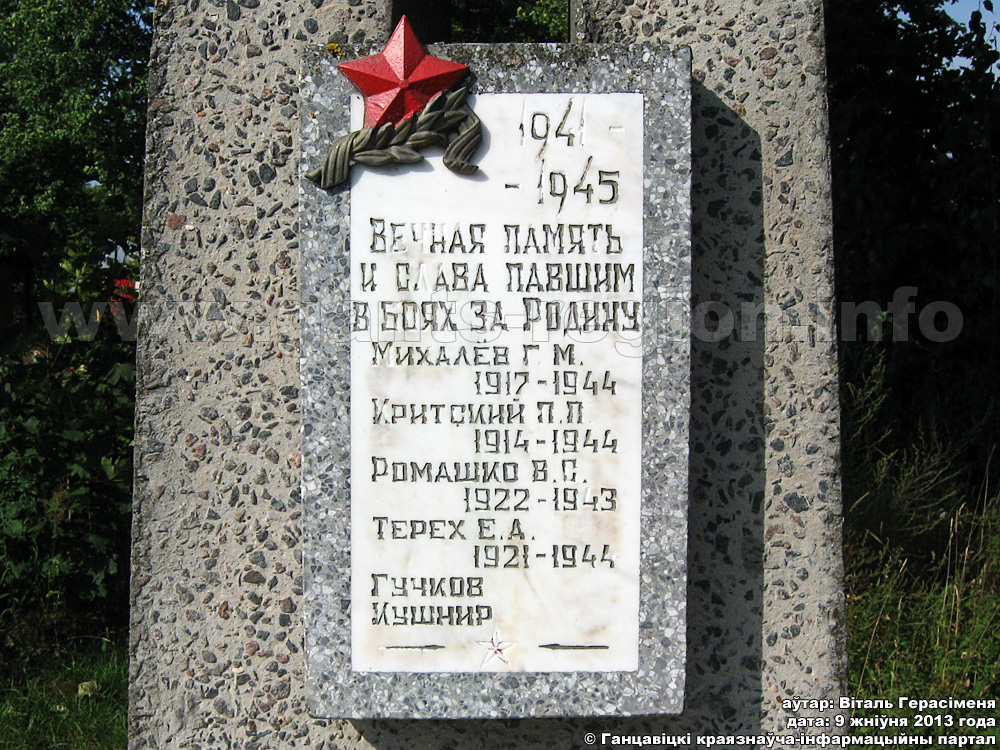 1941 -
- 1945
Вечная память
и слава павшим
в боях за Родину
Михалёв Г. М.
1917-1944
Критский П.П
1914-1944
Ромашко В.С.
1922-1943
Терех Е.А.
1921-1944
Гучков
Кушнир
аўтар: Віталь Герасіменя
дата: 9 жніўня 2013 года
© Ганцавіцкі краязнаўча-інфармацыйны партал